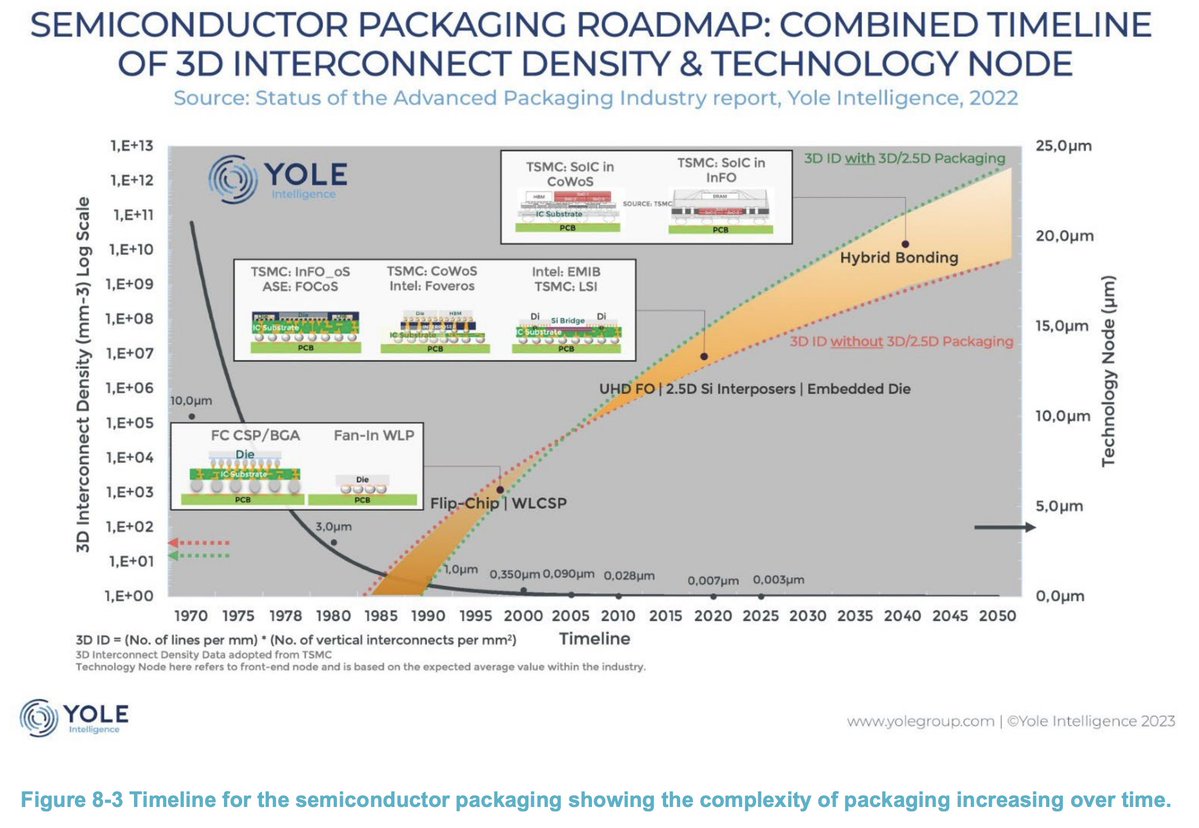 SEMICONDUCTOR PACKAGING ROADMAP: COMBINED TIMELINE
OF 3D INTERCONNECT DENSITY & TECHNOLOGY NODE
Source: Status of the Advanced Packaging Industry report, Yole Intelligence, 2022
3D Interconnect Density (mm-3) Log Scale
1,E+13
1,E+12
1,E+11
1,E+10
1,E+09
1,E+08
1,E+07
1,E+06
1,E+05
1,E+04
1,E+03
1,E+02
1,E+01
1,E+00
YOLE
Intelligence
TSMC: SoIC in
CoWoS
HBM
IC Substrate
PCB
SOURCE: TSMC
TSMC: SoIC in
InFO
DRAM
PCB
3D ID with 3D/2.5D Packaging
Hybrid Bonding
TSMC: InFO_oS
ASE: FOCoS
Die
IC Substrate
PCB
TSMC: CoWoS
Intel: Foveros
Die
HBM
IC Substrate
PCB
Intel: EMIB
TSMC: LSI
Di
Si Bridge
Di
IC Substrate
PCB
3D ID without 3D/2.5D Packaging
UHD FO | 2.5D Si Interposers | Embedded Die
10,0µm
FC CSP/BGA
Die
IC Substrate
PCB
Fan-In WLP
Die
PCB
Flip-Chip | WLCSP
3,0µm
1,0µm
0,350µm
0,090µm
0,028µm
0,007µm
0,003µm
25,0µm
20,0µm
15,0µm
10,0µm
5,0µm
0,0µm
Technology Node (µm)
1970 1975 1978 1980 1985 1990 1995 2000 2005 2010 2015 2020 2025 2030 2035 2040 2045 2050
Timeline
3D ID = (No. of lines per mm) * (No. of vertical interconnects per mm²)
3D Interconnect Density Data adopted from TSMC
Technology Node here refers to front-end node and is based on the expected average value within the industry.
YOLE
Intelligence
www.yolegroup.com | ©Yole Intelligence 2023
Figure 8-3 Timeline for the semiconductor packaging showing the complexity of packaging increasing over time.